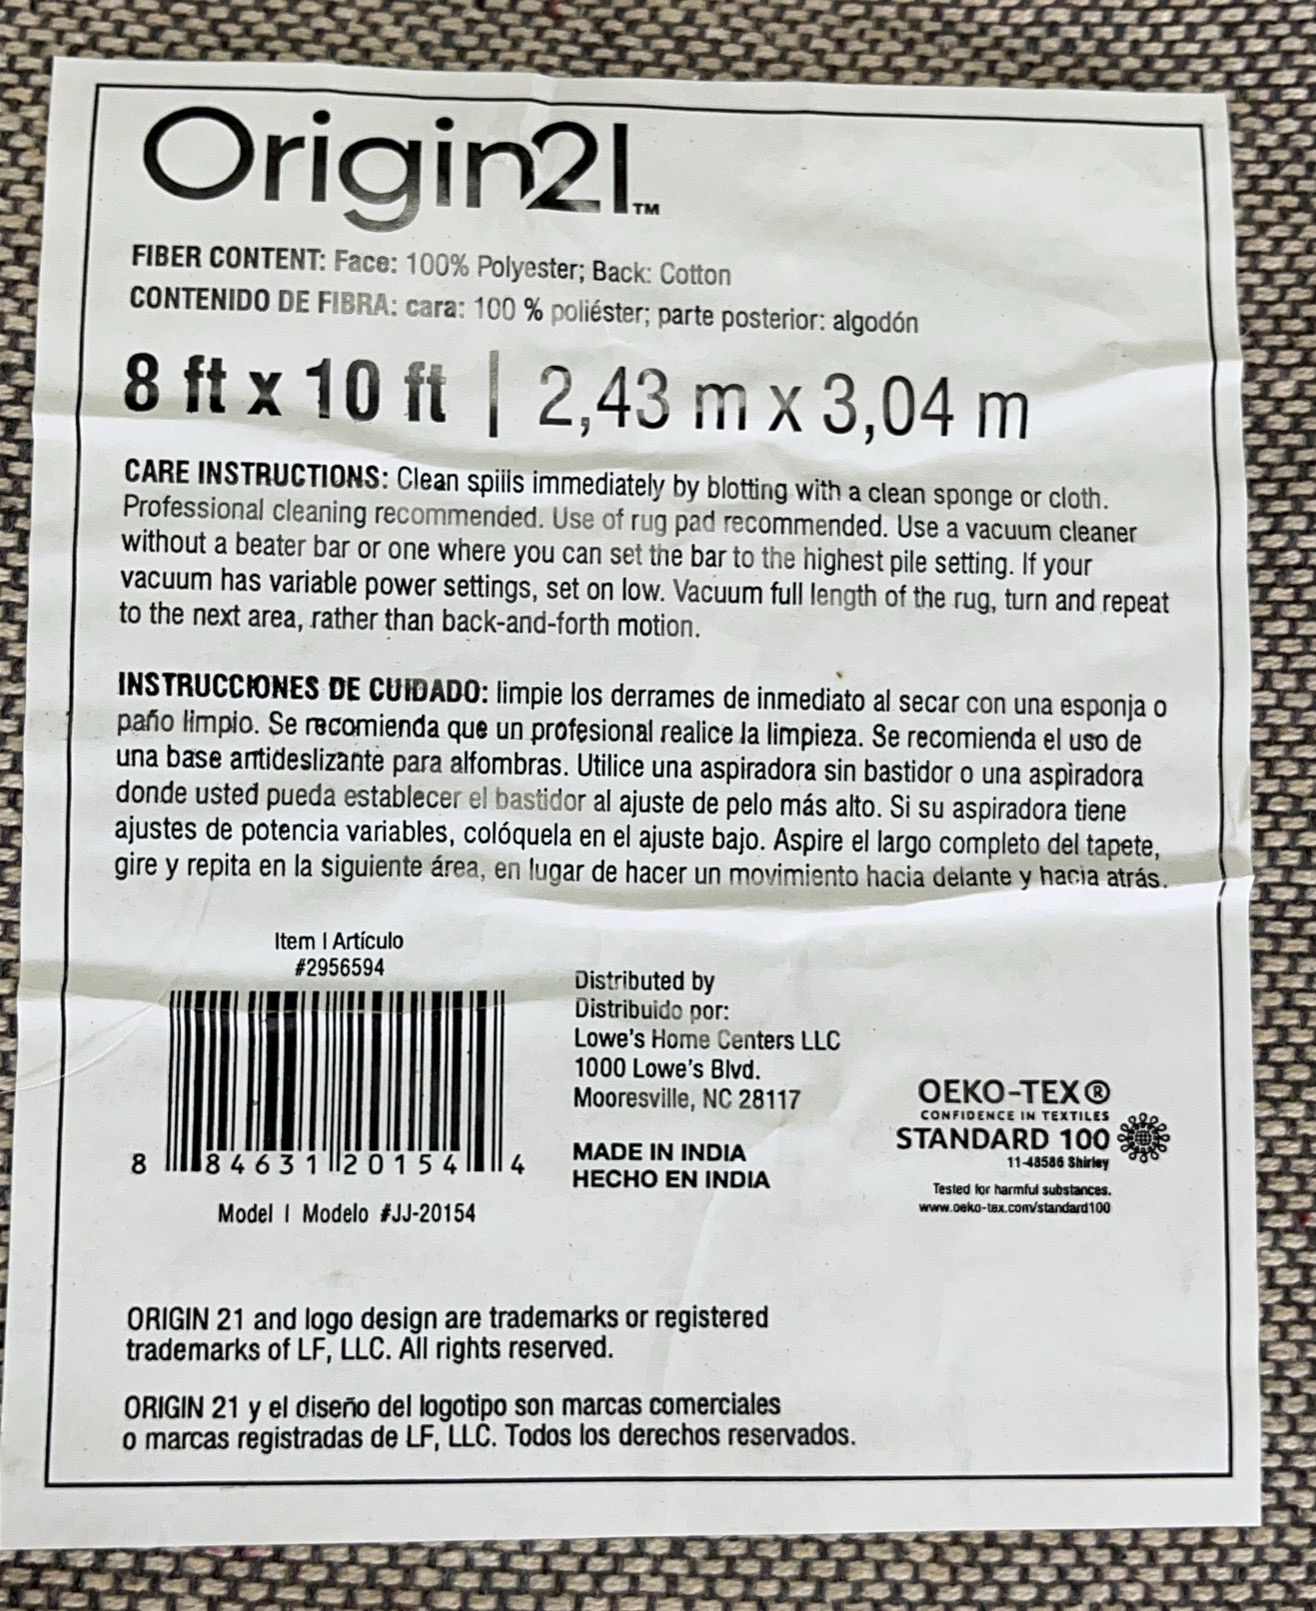 Origin21™
FIBER CONTENT: Face: 100% Polyester; Back: Cotton
CONTENIDO DE FIBRA: cara: 100 % poliéster; parte posterior: algodón
8 ft x 10 ft | 2,43 m x 3,04 m
CARE INSTRUCTIONS: Clean spills immediately by blotting with a clean sponge or cloth.
Professional cleaning recommended. Use of rug pad recommended. Use a vacuum cleaner
without a beater bar or one where you can set the bar to the highest pile setting. If your
vacuum has variable power settings, set on low. Vacuum full length of the rug, turn and repeat
to the next area, rather than back-and-forth motion.
INSTRUCCIONES DE CUIDADO: limpie los derrames de inmediato al secar con una esponja o
paño limpio. Se recomienda que un profesional realice la limpieza. Se recomienda el uso de
una base antideslizante para alfombras. Utilice una aspiradora sin bastidor o una aspiradora
donde usted pueda establecer el bastidor al ajuste de pelo más alto. Si su aspiradora tiene
ajustes de potencia variables, colóquela en el ajuste bajo. Aspire el largo completo del tapete,
gire y repita en la siguiente área, en lugar de hacer un movimiento hacia delante y hacia atrás.
Item | Artículo
#2956594
8 84631 20154 4
Model | Modelo #JJ-20154
Distributed by
Distribuido por:
Lowe's Home Centers LLC
1000 Lowe's Blvd.
Mooresville, NC 28117
MADE IN INDIA
HECHO EN INDIA
OEKO-TEX®
CONFIDENCE IN TEXTILES
STANDARD 100
11-48586 Shirley
Tested for harmful substances.
www.oeko-tex.com/standard100
ORIGIN 21 and logo design are trademarks or registered
trademarks of LF, LLC. All rights reserved.
ORIGIN 21 y el diseño del logotipo son marcas comerciales
o marcas registradas de LF, LLC. Todos los derechos reservados.